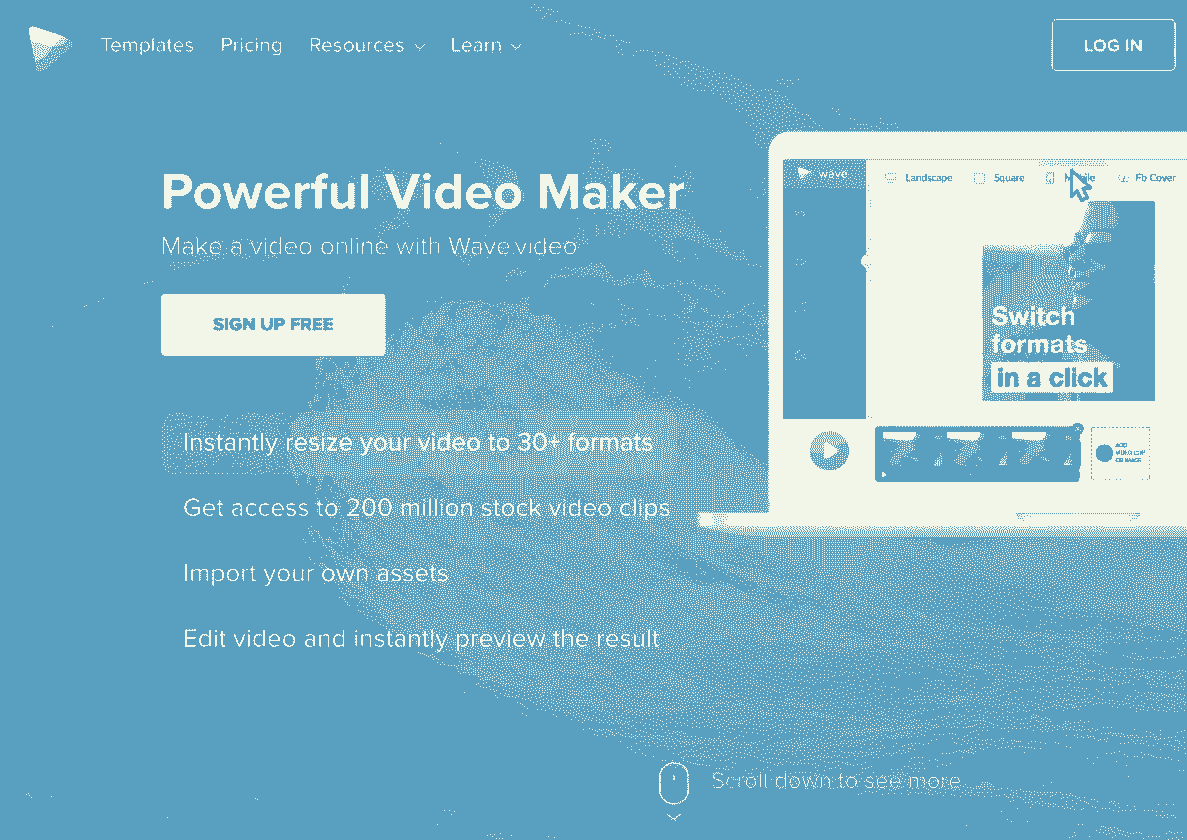 Templates Pricing Resources Learn
LOG IN
Powerful Video Maker
Make a video online with Wave.video
SIGN UP FREE
Instantly resize your video to 30+ formats
Get access to 200 million stock video clips
Import your own assets
Edit video and instantly preview the result
wave
Landscape Square Mobile Fb Cover
Switch
formats
in a click
ADD
VIDEO CLIP
OR IMAGE
Scroll down to see more